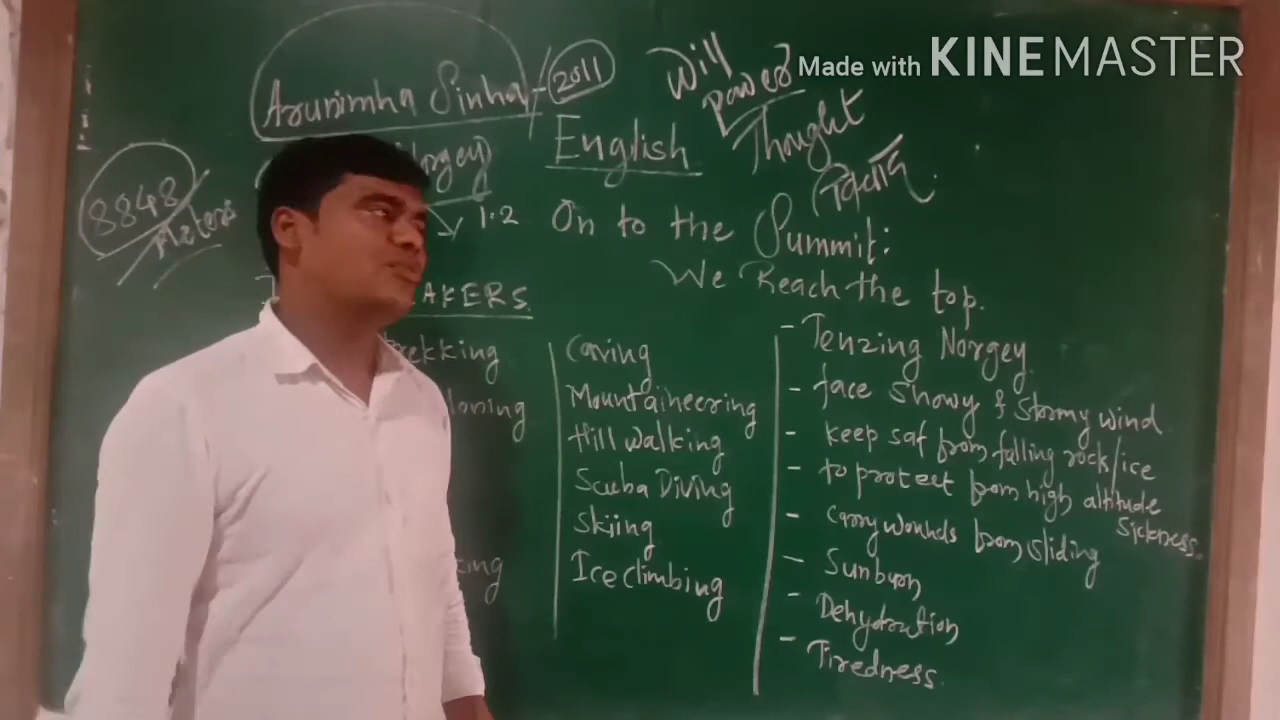 Made with KINEMASTER
Arunimha Sinha - 2011
Will
power
Thought
English
Norgey
8848
Meters
1.2 On to the Summit:
We Reach the top.
AKERS
Trekking
Caving
Mountaineering
Hill walking
Scuba Diving
Skiing
Ice climbing
- Tenzing Norgey
- face Snowy & Stormy wind
- keep saf from falling rock/ice
- to protect from high altitude
Sickness.
- Carry wounds from sliding
- Sunburn
- Dehydration
- Tiredness.